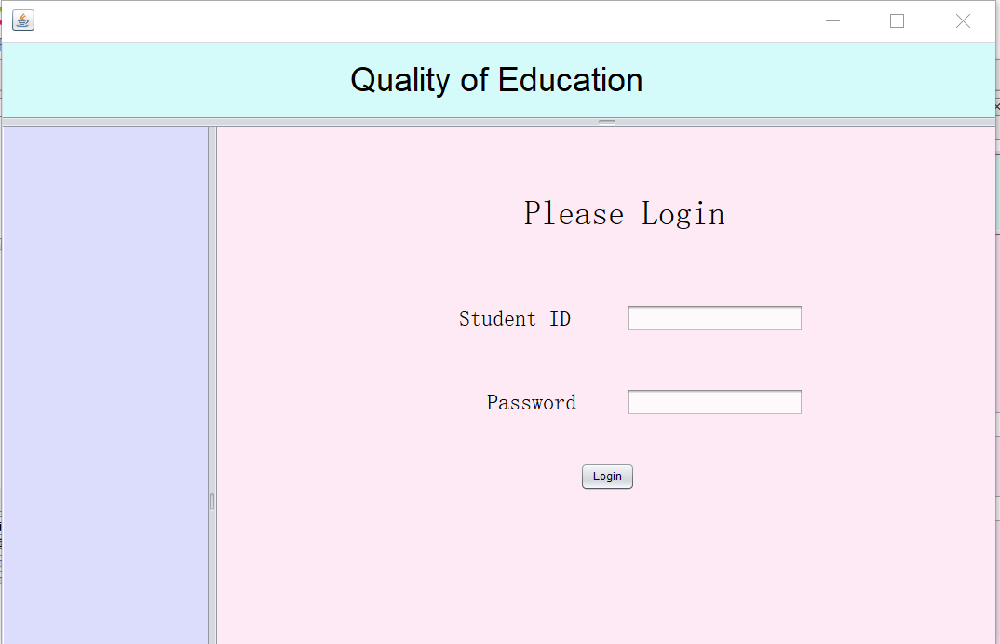 Quality of Education
Please Login
Student ID
Password
Login